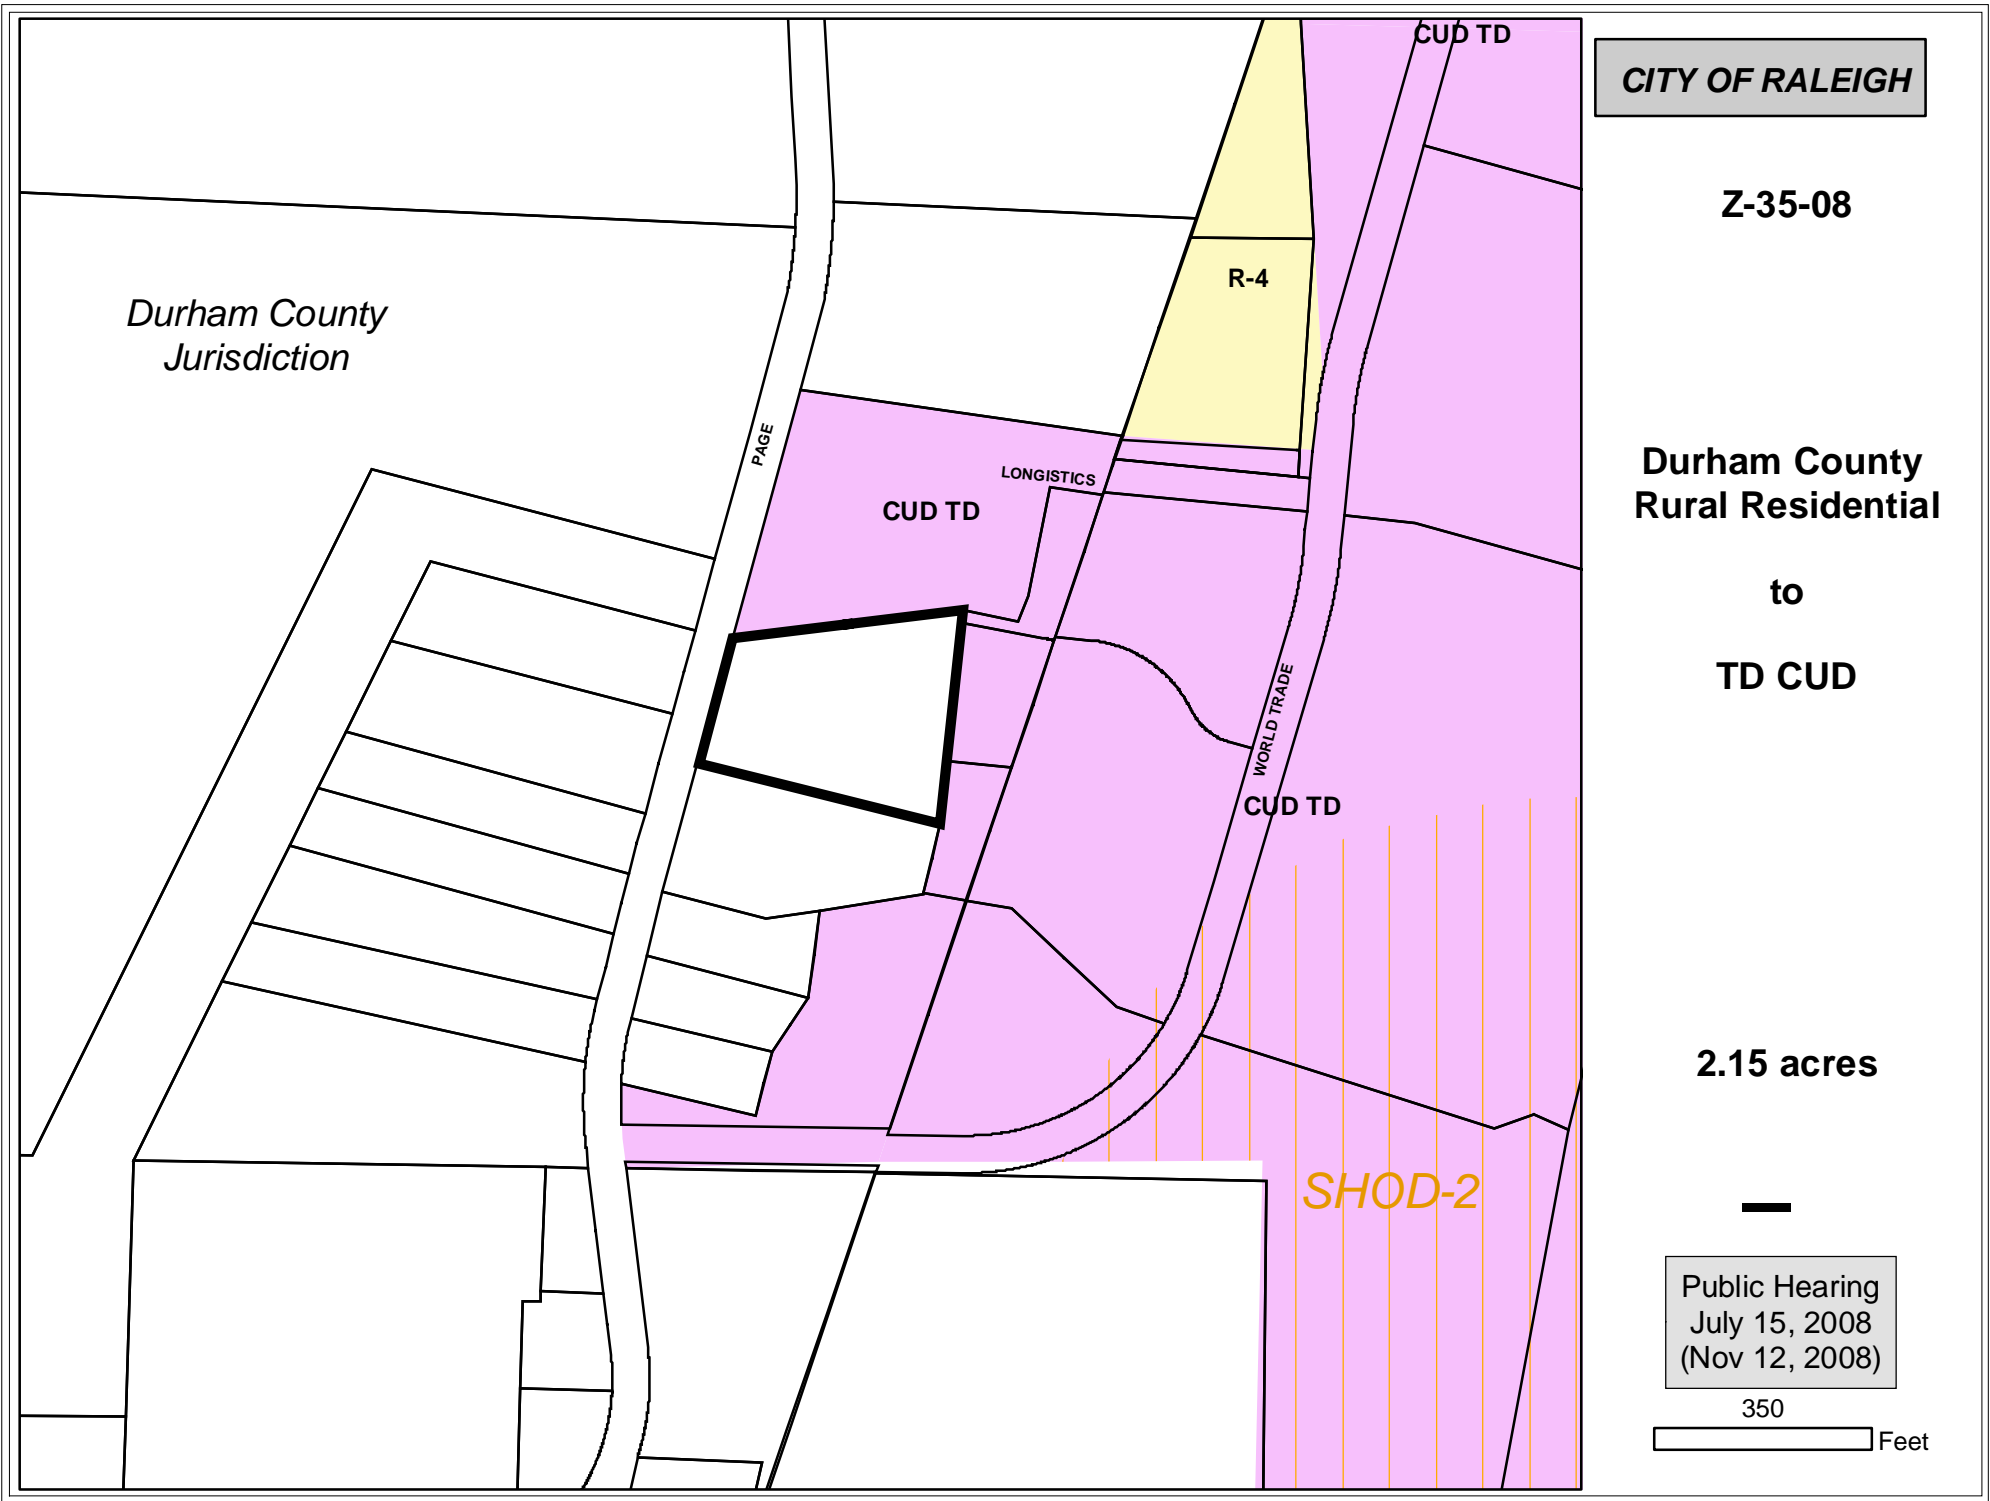 CUD TD
CITY OF RALEIGH
Z-35-08
R-4
Durham County
Jurisdiction
PAGE
LONGISTICS
CUD TD
Durham County
Rural Residential
to
TD CUD
WORLD TRADE
CUD TD
2.15 acres
SHOD-2
Public Hearing
July 15, 2008
(Nov 12, 2008)
350
Feet